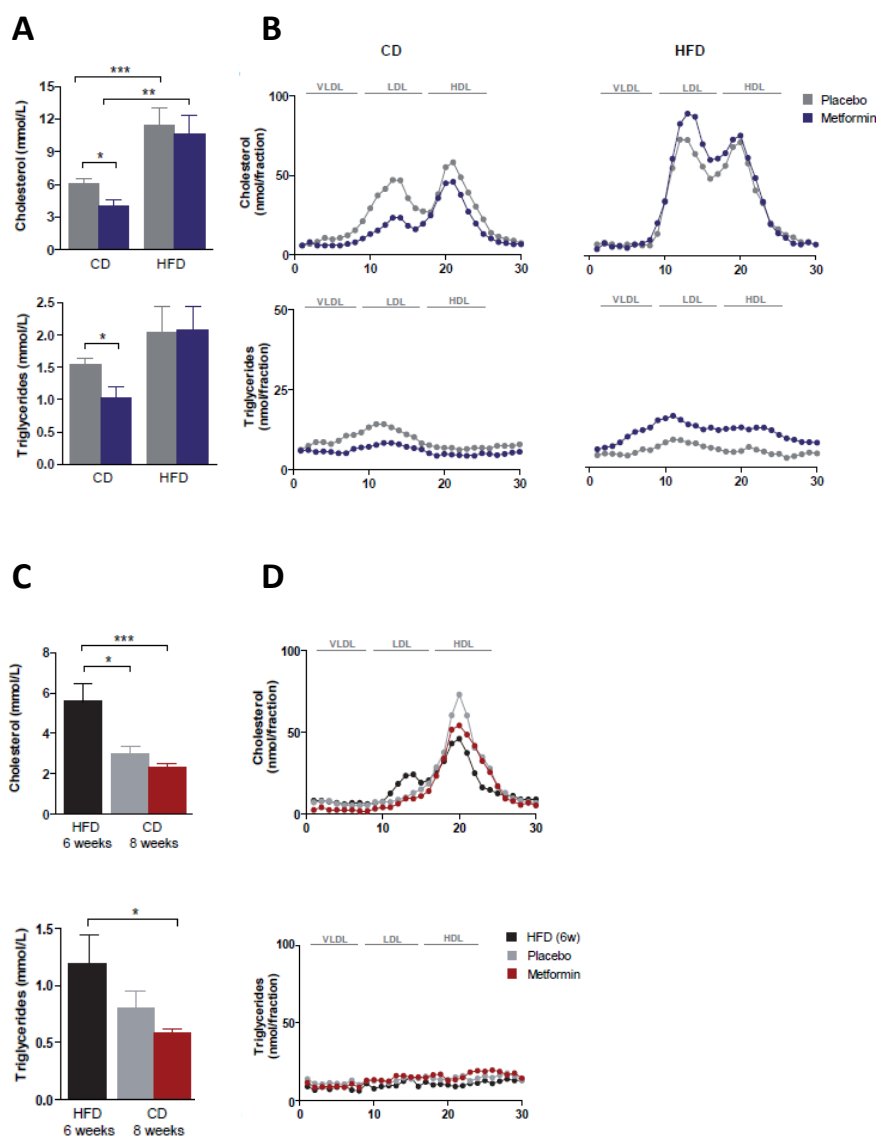 A
B
CD
HFD
Cholesterol (mmol/L)
15
12
9
6
3
0
***
**
*
CD
HFD
Cholesterol
(nmol/fraction)
100
50
0
VLDL
LDL
HDL
0
10
20
30
VLDL
LDL
HDL
0
10
20
30
Placebo
Metformin
Triglycerides (mmol/L)
2.5
2.0
1.5
1.0
0.5
0.0
*
CD
HFD
Triglycerides
(nmol/fraction)
50
25
0
VLDL
LDL
HDL
0
10
20
30
VLDL
LDL
HDL
0
10
20
30
C
D
Cholesterol (mmol/L)
8
6
4
2
0
***
*
HFD
6 weeks
CD
8 weeks
Cholesterol
(nmol/fraction)
100
50
0
VLDL
LDL
HDL
0
10
20
30
Triglycerides (mmol/L)
1.5
1.0
0.5
0.0
*
HFD
6 weeks
CD
8 weeks
Triglycerides
(nmol/fraction)
100
50
0
VLDL
LDL
HDL
0
10
20
30
HFD (6w)
Placebo
Metformin